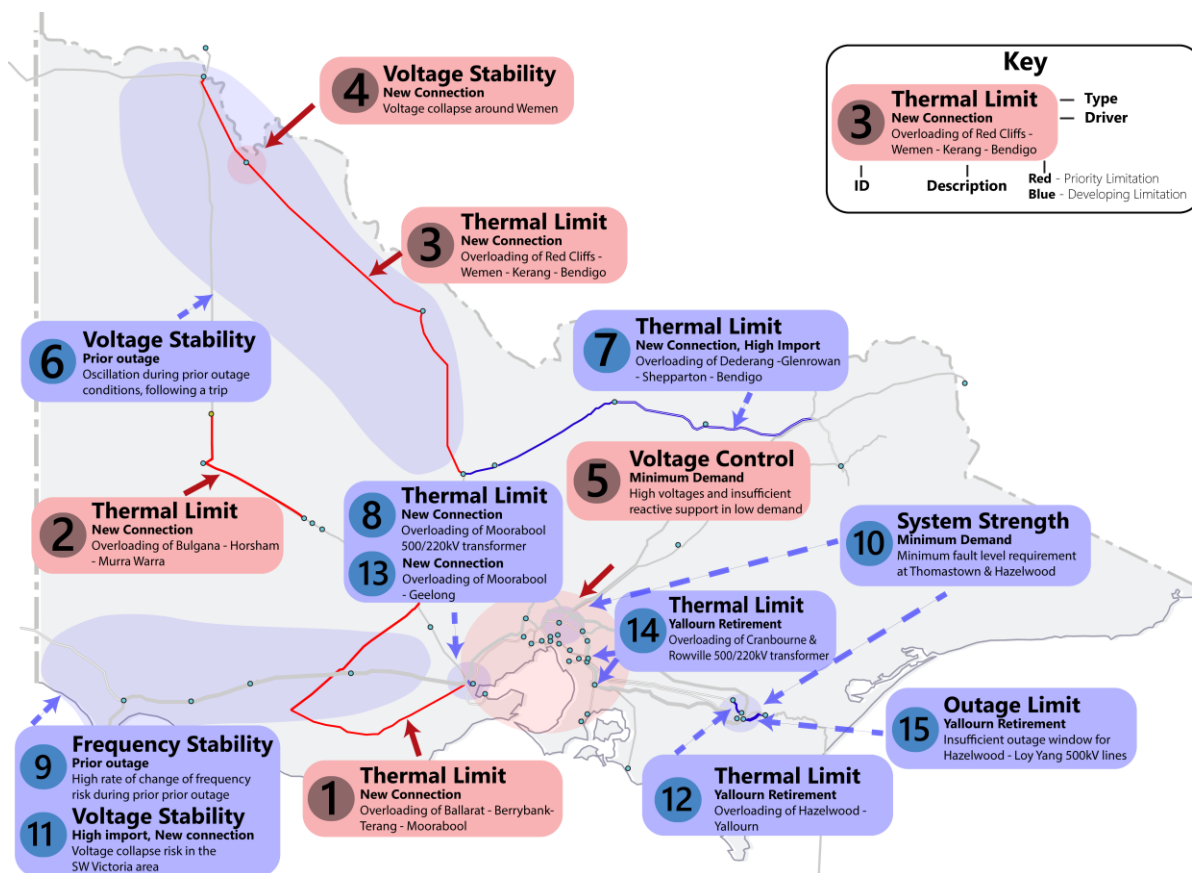 4
Voltage Stability
New Connection
Voltage collapse around Wemen
Key
3
Thermal Limit
New Connection
Overloading of Red Cliffs -
Wemen - Kerang - Bendigo
Type
Driver
ID
Description
Red - Priority Limitation
Blue - Developing Limitation
3
Thermal Limit
New Connection
Overloading of Red Cliffs -
Wemen - Kerang - Bendigo
6
Voltage Stability
Prior outage
Oscillation during prior outage
conditions, following a trip
7
Thermal Limit
New Connection, High Import
Overloading of Dederang -Glenrowan
- Shepparton - Bendigo
5
Voltage Control
Minimum Demand
High voltages and insufficient
reactive support in low demand
2
Thermal Limit
New Connection
Overloading of Bulgana - Horsham
- Murra Warra
8
Thermal Limit
New Connection
Overloading of Moorabool
500/220kV transformer
13
New Connection
Overloading of Moorabool
- Geelong
10
System Strength
Minimum Demand
Minimum fault level requirement
at Thomastown & Hazelwood
14
Thermal Limit
Yallourn Retirement
Overloading of Cranbourne &
Rowville 500/220kV transformer
15
Outage Limit
Yallourn Retirement
Insufficient outage window for
Hazelwood - Loy Yang 500kV lines
9
Frequency Stability
Prior outage
High rate of change of frequency
risk during prior prior outage
11
Voltage Stability
High import, New connection
Voltage collapse risk in the
SW Victoria area
1
Thermal Limit
New Connection
Overloading of Ballarat - Berrybank-
Terang - Moorabool
12
Thermal Limit
Yallourn Retirement
Overloading of Hazelwood -
Yallourn